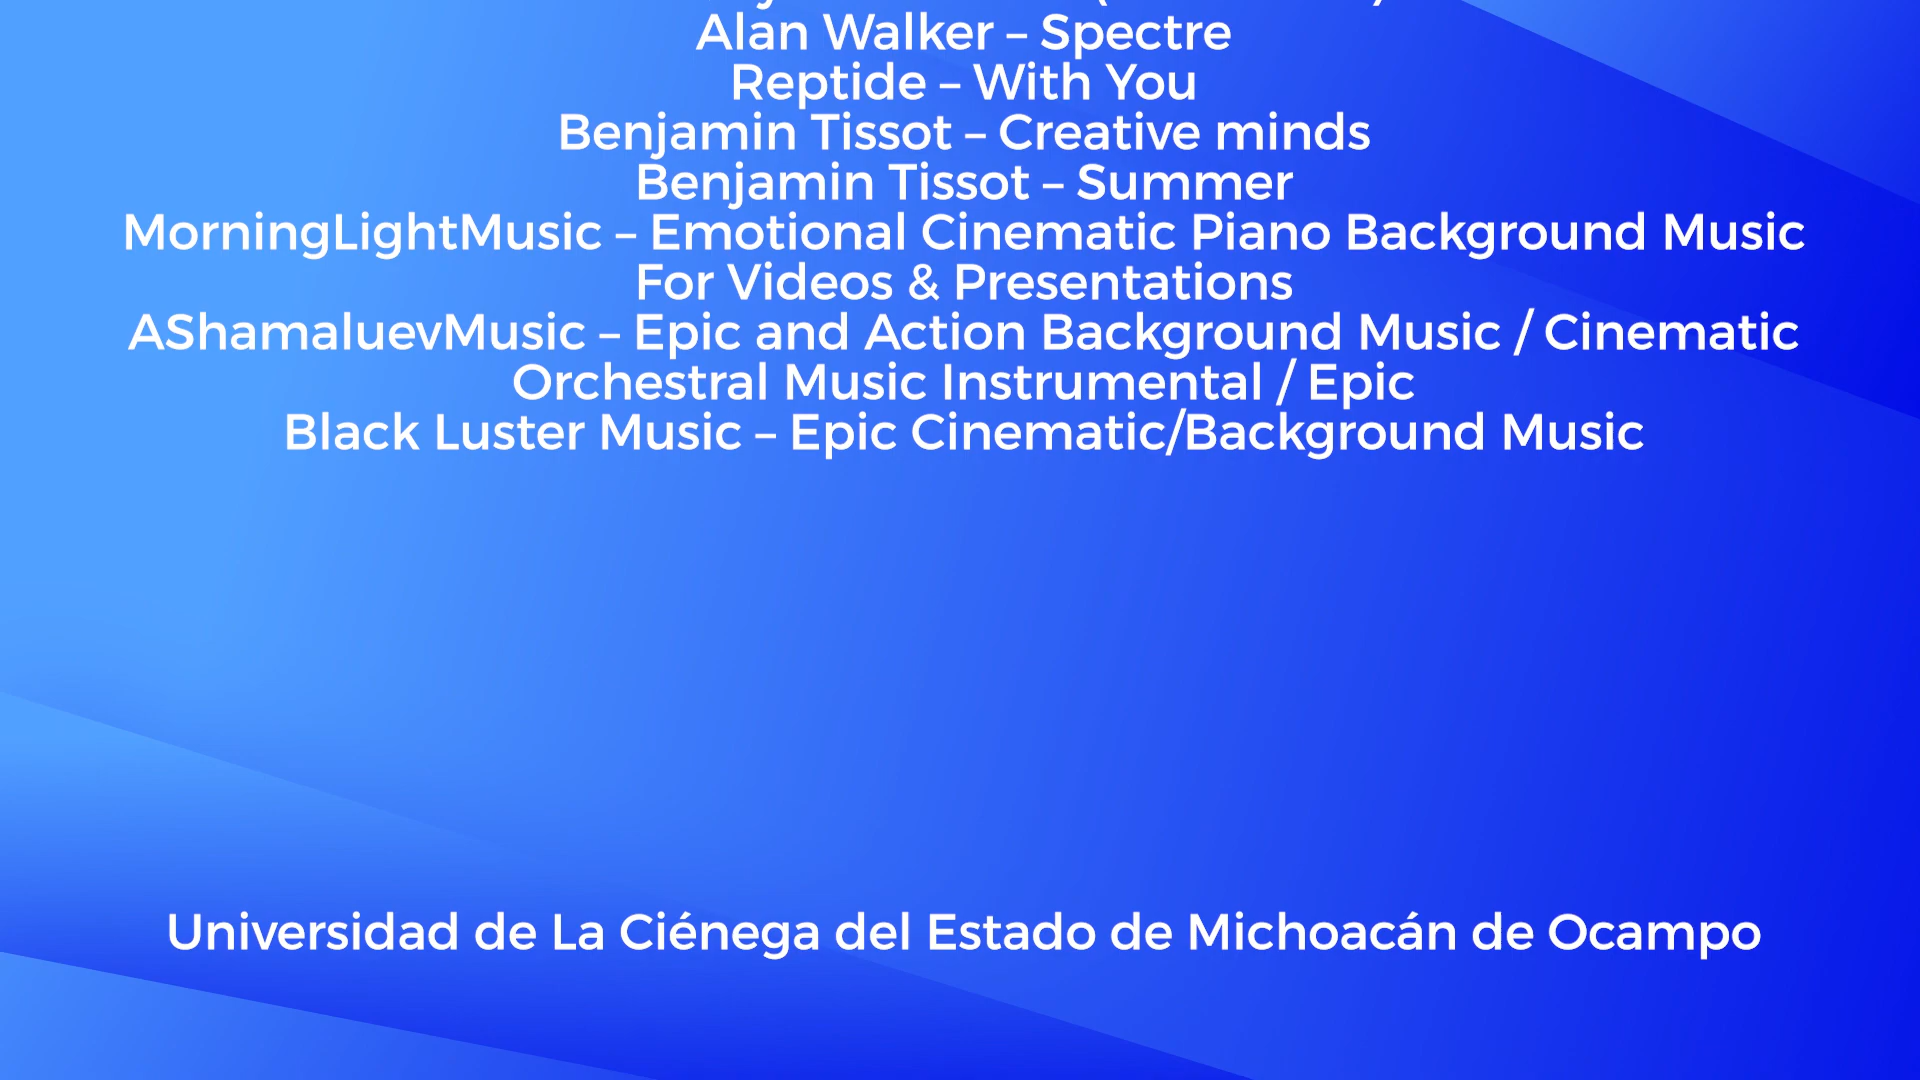 Alan Walker – Spectre
Reptide – With You
Benjamin Tissot – Creative minds
Benjamin Tissot – Summer
MorningLightMusic – Emotional Cinematic Piano Background Music
For Videos & Presentations
AShamaluevMusic – Epic and Action Background Music / Cinematic
Orchestral Music Instrumental / Epic
Black Luster Music – Epic Cinematic/Background Music
Universidad de La Ciénega del Estado de Michoacán de Ocampo